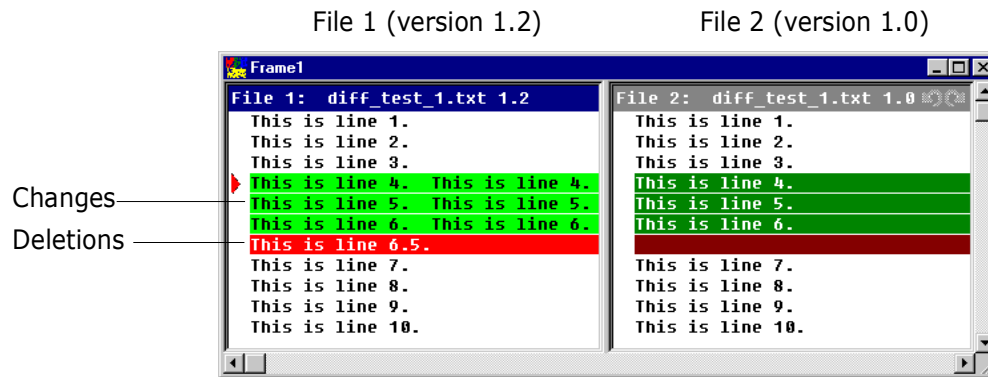 File 1 (version 1.2)
File 2 (version 1.0)
Frame1
File 1:  diff_test_1.txt 1.2
This is line 1.
This is line 2.
This is line 3.
This is line 4.  This is line 4.
This is line 5.  This is line 5.
This is line 6.  This is line 6.
This is line 6.5.
This is line 7.
This is line 8.
This is line 9.
This is line 10.
File 2:  diff_test_1.txt 1.0
This is line 1.
This is line 2.
This is line 3.
This is line 4.
This is line 5.
This is line 6.
This is line 7.
This is line 8.
This is line 9.
This is line 10.
Changes
Deletions